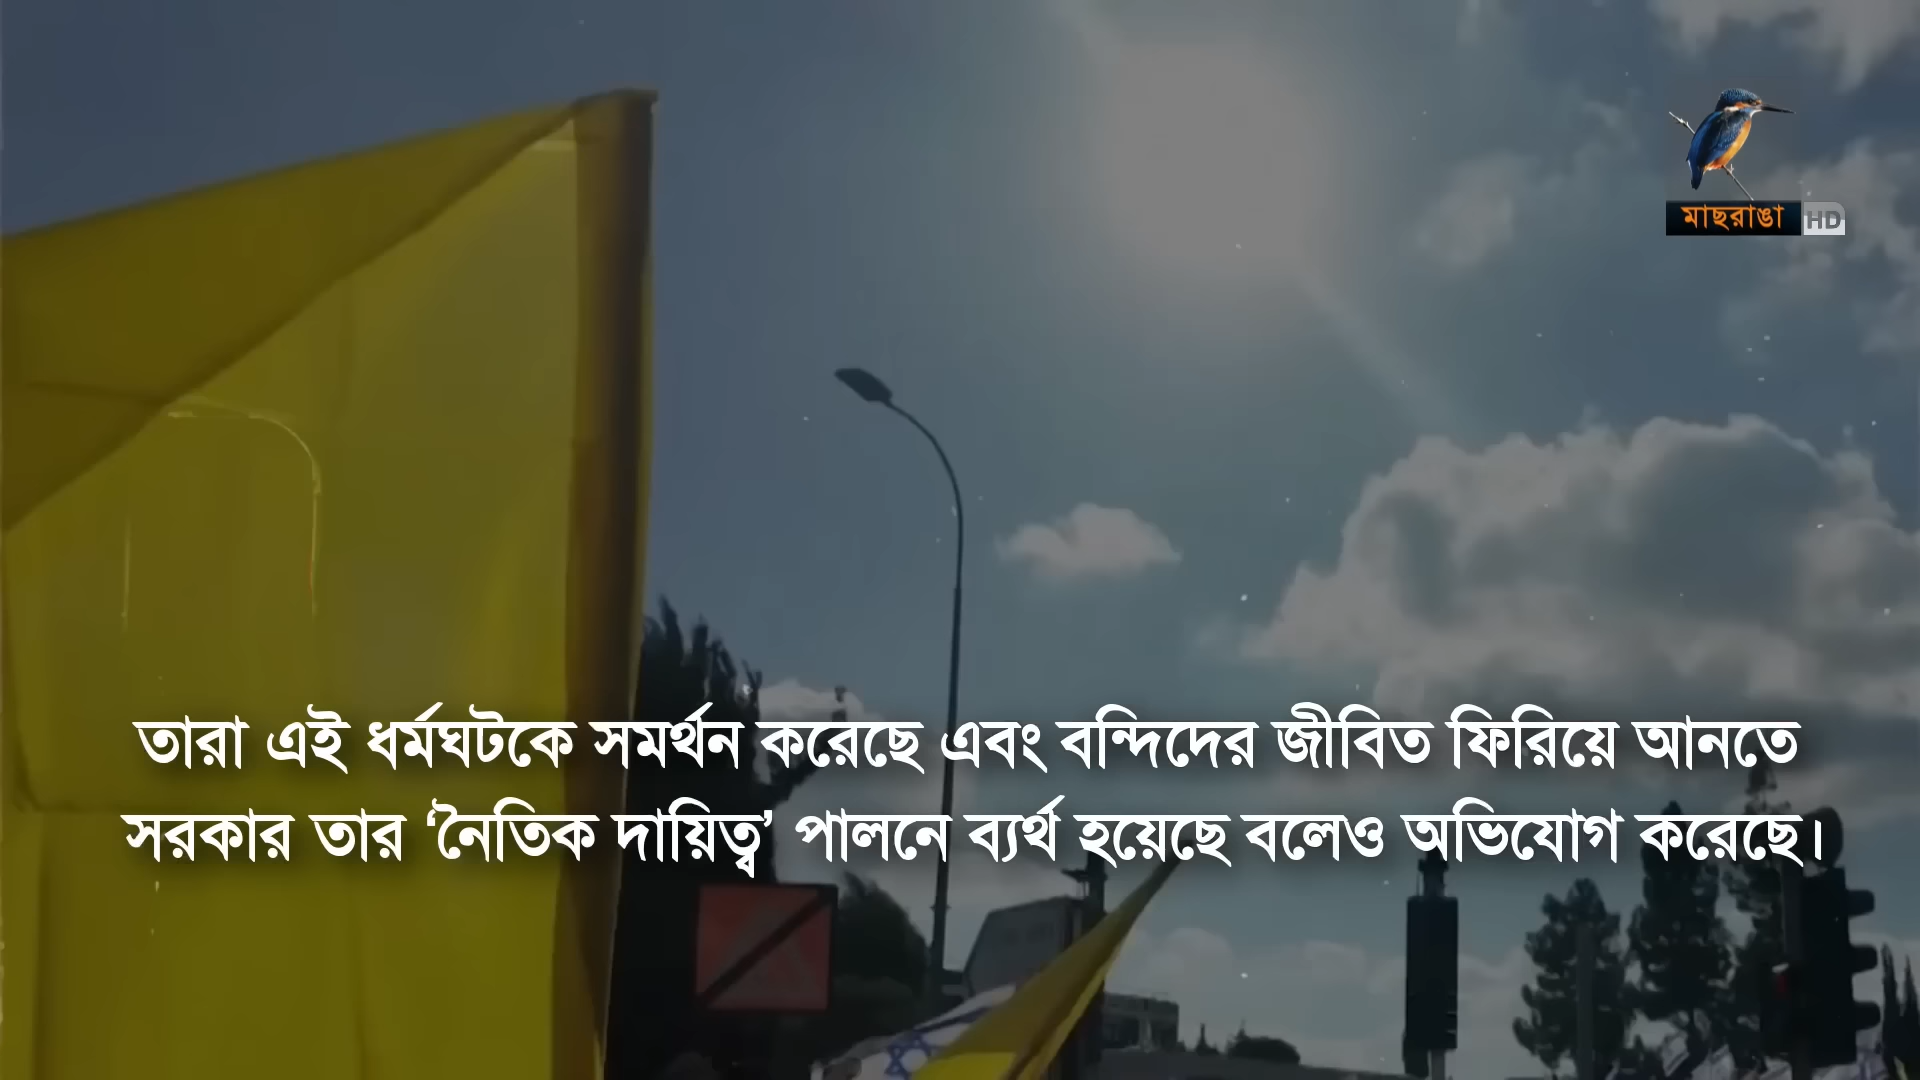 মাছরাঙা HD
তারা এই ধর্মঘটকে সমর্থন করেছে এবং বন্দিদের জীবিত ফিরিয়ে আনতে
সরকার তার ‘নৈতিক দায়িত্ব’ পালনে ব্যর্থ হয়েছে বলেও অভিযোগ করেছে।